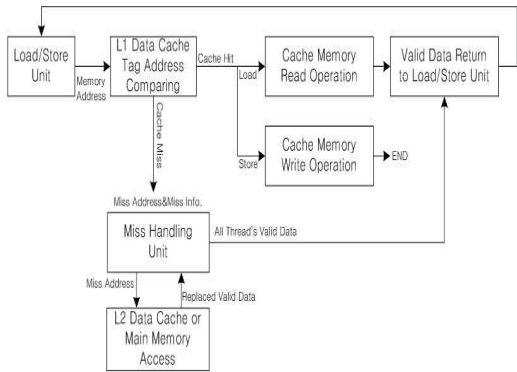 Load/Store
Unit
Memory
Address
L1 Data Cache
Tag Address
Comparing
Cache Hit
Load
Cache Memory
Read Operation
Valid Data Return
to Load/Store Unit
Store
Cache Memory
Write Operation
END
Cache Miss
Miss Address&Miss Info.
Miss Handling
Unit
All Thread's Valid Data
Miss Address
Replaced Valid Data
L2 Data Cache or
Main Memory
Access